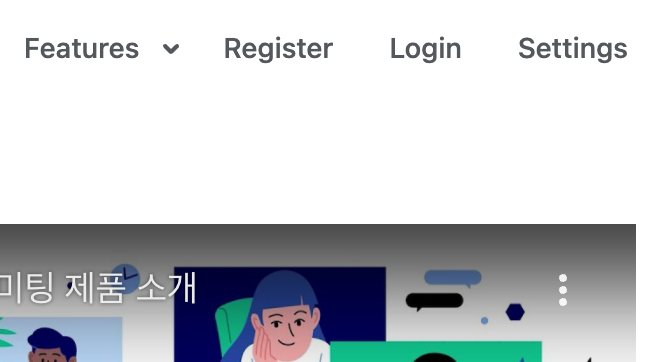 Features Register Login Settings
미팅 제품 소개